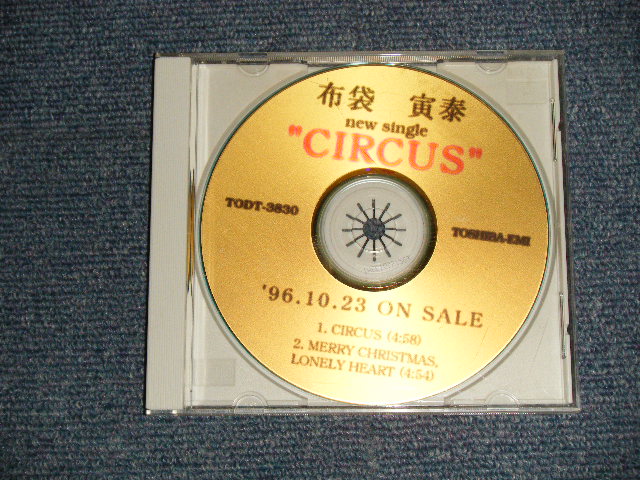 布袋 寅泰
new single
"CIRCUS"
TODT-3830
TOSHIBA-EMI
'96.10.23 ON SALE
1. CIRCUS (4:58)
2. MERRY CHRISTMAS,
LONELY HEART (4:54)